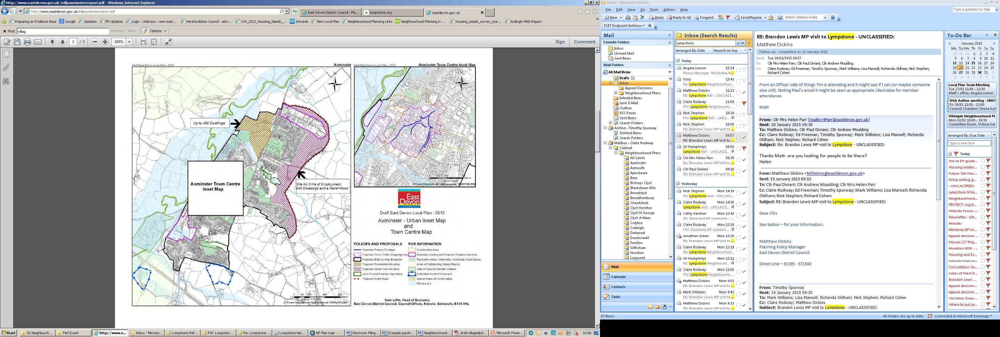 http://www.eastdevon.gov.uk/edlpaxminsterreport.pdf - Windows Internet Explorer
http://www.eastdevon.gov.uk/edlpaxminsterreport.pdf
East Devon District Council - Pla...
lympstone.org
eastdevon.gov.uk
Preparing an Evidence Base
Google
Updates
PR Updates
Login - Umbraco - new.east...
Herefordshire Council - advi...
120_2012_Housing_Needs_...
Intranet
New Local Plan
Neighbourhood Planning Links
Neighbourhood Planning in ...
housing_needs_survey_mar...
Ardingly-HNS-Report
Find: villag
Previous Next Options
2 / 5
100%
Sign Comment
Draft East Devon Local Plan - 2012
Axminster
Draft East Devon Local Plan - 2012
Axminster Town Centre Inset Map
N
Up to 400 Dwellings
Axminster Town Centre
Inset Map
Site for 8 Ha of Employment,
650 Dwellings and a Relief Road
East
Devon
Draft East Devon Local Plan - 2012
Axminster - Urban Inset Map
and
Town Centre Map
POLICIES AND PROPOSALS
Proposed Primary Frontage
Proposed Town Centre Shopping Area
Proposed Built-Up Area Boundary
Proposed Residential Allocation
Proposed Mixed Use Allocation
Land of Local Amenity Importance
Proposed Relief Road
FOR INFORMATION
Conservation Area
Boundary Existing and Proposed Employment Area
Recreation Areas, Allotments, Accessible Open Space
Areas of Outstanding Natural Beauty
Sites of Special Scientific Interest
Scheduled Ancient Monument
Special Areas of Conservation
Floodzone 2
Kate Little, Head of Economy,
East Devon District Council, Council Offices, Knowle, Sidmouth, EX10 8HL
Start
02 Neighbourh...
PAS Event
http://www.e...
Inbox - Microso...
Lympstone Ref...
FW: Lympston...
Re: Lympstone ...
Lympstone Nei...
NP Plan map - ...
Electronic Filing...
Example parish...
Neighbourhood...
draftvillagedpd...
Microsoft Powe...
16:06
Inbox - Microsoft Outlook
File Edit View Go Tools Actions Help
Type a question for help
New Reply Reply to All Forward Send/Receive Search address books
ESET Endpoint Antivirus
Mail
Favorite Folders
Inbox
Unread Mail
Sent Items
Mail Folders
All Mail Items
Drafts [1]
Inbox
Appeal Decisions
Neighbourhood Plans
Infected Items
Junk E-Mail
Outbox
RSS Feeds
Sent Items
Search Folders
Archive - Timothy Spurway
Deleted Items
Search Folders
Mailbox - Claire Rodway
Cabinet
Neighbourhood Plans
All Saints
Axminster
Axmouth
Aylesbeare
Beer
Bishops Clyst
Blackdown Hills
Broadclyst
Broadhembury
Chardstock
Clyst Honiton
Clyst St George
Clyst st Mary
Colyton
Cotleigh
Dalwood
Dunkeswell
Feniton
Gittisham
Honiton
Logasnet
Mail
Calendar
Contacts
Tasks
87 Items
Inbox (Search Results)
lympstone
Arranged By: Date Newest on top
Today
Angela Lemon 15:34
Phone Message: Mr Eastley fr...
Tony 13:43
Re: Lympstone Neighbourhoo...
Matthew Dickins 11:13
RE: Lympstone Ref. - UNCLASS...
Claire Rodway 11:09
FW: Lympstone Neighbourho...
Nick Stephen 10:38
FW: Lympstone Ref. - UNCL...
Nick Stephen 10:08
RE: Brandon Lewis MP visit to ...
Matthew Dickins 09:57
RE: Brandon Lewis MP visit to ...
Jill Humphreys 09:56
Lympstone Ref. - UNCLASSI...
Cllr Mrs Helen Parr 09:38
Re: Brandon Lewis MP visit to ...
Cllr Paul Diviani 08:10
Re: Brandon Lewis MP visit to ...
Yesterday
Nick Stephen Mon 14:39
RE: Lympstone visit - UNCLASS...
Claire Rodway Mon 14:38
Lympstone visit - UNCLASSI...
Cathy Gardner Mon 12:42
RE: Stockland NP comments - ...
Claire Rodway Mon 12:29
FW: Stockland NP commen...
Jonathan Green Mon 12:20
RE: Lympstone Neighbourhoo...
Claire Rodway Mon 12:19
RE: Lympstone Neighbourhoo...
Jill Humphreys Mon 12:11
RE: Lympstone Neighbourh...
Claire Rodway Mon 11:00
FW: Lympstone Neighbourhoo...
Matthew Dickins Mon 9:51
RE: Brandon Lewis MP visit to ...
Mark Williams Mon 9:43
RE: Brandon Lewis MP visit to ...
Matthew Dickins Mon 9:33
RE: Brandon Lewis MP visit to ...
RE: Brandon Lewis MP visit to Lympstone - UNCLASSIFIED:
Matthew Dickins
Follow up. Completed on 20 January 2015.
Sent: Tue 20/01/2015 09:57
To: Cllr Mrs Helen Parr; Cllr Paul Diviani; Cllr Andrew Moulding
Cc: Claire Rodway; Ed Freeman; Timothy Spurway; Mark Williams; Lisa Mansell; Richenda Oldham; Nick Stephen;
Richard Cohen
From an Officer side of things Tim is attending and it might see if I can (or maybe someone
else will). Noting Paul's email it might be seen as appropriate /desirable for member
attendance.
Matt
From: Cllr Mrs Helen Parr [mailto:HParr@eastdevon.gov.uk]
Sent: 20 January 2015 09:38
To: Matthew Dickins; Cllr Paul Diviani; Cllr Andrew Moulding
Cc: Claire Rodway; Ed Freeman; Timothy Spurway; Mark Williams; Lisa Mansell; Richenda
Oldham; Nick Stephen; Richard Cohen
Subject: Re: Brandon Lewis MP visit to Lympstone - UNCLASSIFIED:
Thanks Matt- are you looking for people to be there?
Helen
From: Matthew Dickins <MDickins@eastdevon.gov.uk>
Sent: 19 January 2015 09:33
To: Cllr Paul Diviani; Cllr Andrew Moulding; Cllr Mrs Helen Parr
Cc: Claire Rodway; Ed Freeman; Timothy Spurway; Mark Williams; Lisa Mansell; Richenda
Oldham; Nick Stephen; Richard Cohen
Subject: RE: Brandon Lewis MP visit to Lympstone - UNCLASSIFIED:
Dear Cllrs
See below – for your information.
Matthew Dickins
Planning Policy Manager
East Devon District Council
Direct Line – 01395 - 571540
From: Timothy Spurway
Sent: 19 January 2015 09:25
To: Mark Williams; Lisa Mansell; Richenda Oldham; Nick Stephen; Richard Cohen
Cc: Claire Rodway; Matthew Dickins
Subject: Brandon Lewis MP visit to Lympstone - UNCLASSIFIED:
All folders are up to date. Connected to Microsoft Exchange
To-Do Bar
January 2015
Mo Tu We Th Fr Sa Su
29 30 31 1 2 3 4
5 6 7 8 9 10 11
12 13 14 15 16 17 18
19 20 21 22 23 24 25
26 27 28 29 30 31 1
2 3 4 5 6 7 8
Local Plan Team Meeting
Tue 27/01 11:00 - 12:30
Matt's office; Angela Lemon
Web Author meeting - UNCI
Fri 30/01 11:00 - 12:00
Council Chamber; Shona M
Whimple Neighbourhood Pl
Mon 02/02 19:00 - 19:30
Committee Room, Victory hal
Arranged By: Due Date
Type a new task
Today
link to EH guide...
Housing eviden...
Future SEA Wor...
Policy writing g...
- UNCLASSIFIED:
Lympstone N'ho...
Neighbourhood...
PROTECT: Log b...
Website Forum -...
Newsletter - UN...
Minutes
Membury NP mi...
Appeal decision ...
Wessex CLT Proj...
Monkton NDR - ...
Housing and Ec...
Activate Walk to...
Consultation Gu...
notes of West D...
Brandon Lewis ...
Appeal decision...
Appeal decision ...
Christmas Draw ...
Where to put yo...